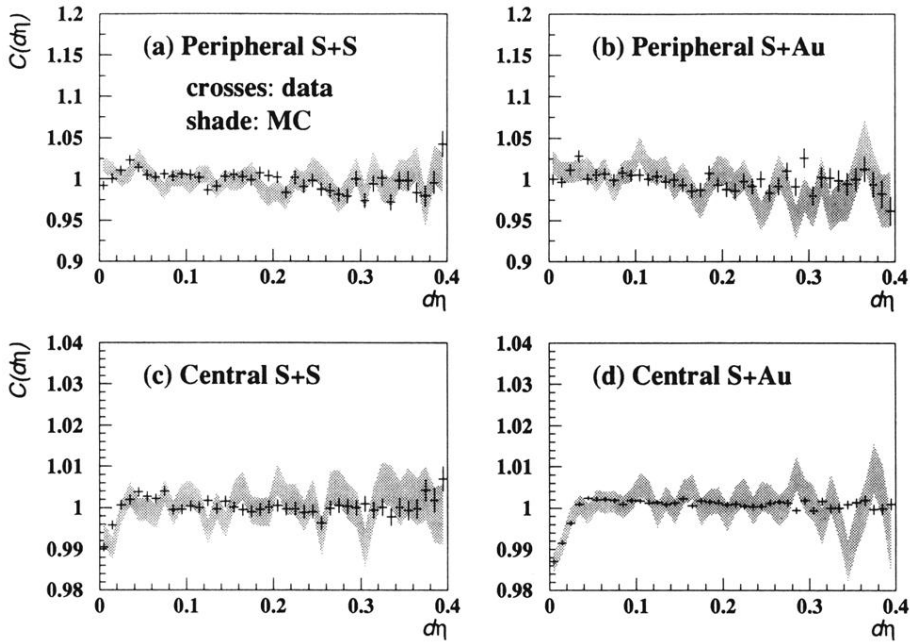 C(dη)
1.2
(a) Peripheral S+S
1.15
crosses: data
1.1
shade: MC
1.05
1
0.95
0.9
0 0.1 0.2 0.3 0.4
dη
1.2
(b) Peripheral S+Au
1.15
1.1
1.05
1
0.95
0.9
0 0.1 0.2 0.3 0.4
dη
C(dη)
1.04
(c) Central S+S
1.03
1.02
1.01
1
0.99
0.98
0 0.1 0.2 0.3 0.4
dη
1.04
(d) Central S+Au
1.03
1.02
1.01
1
0.99
0.98
0 0.1 0.2 0.3 0.4
dη